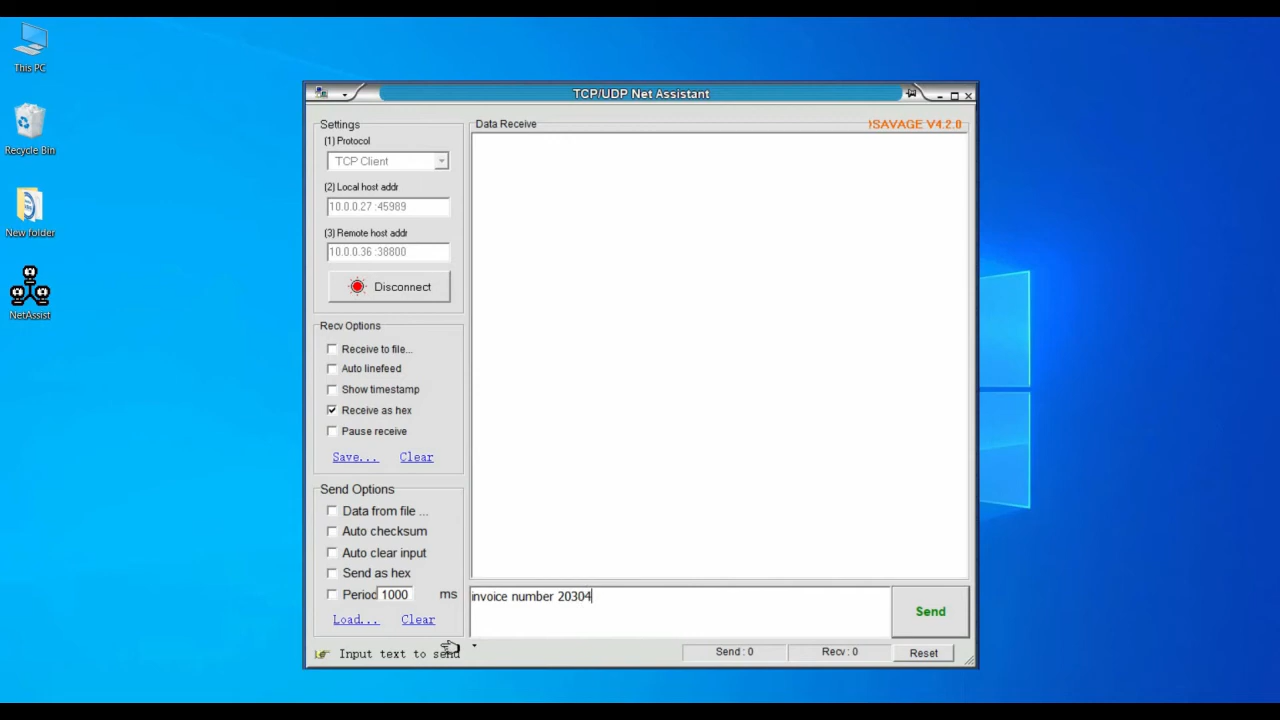 This PC
Recycle Bin
New folder
NetAssist
TCP/UDP Net Assistant
Settings
(1) Protocol
TCP Client
(2) Local host addr
10.0.0.27 :45989
(3) Remote host addr
10.0.0.36 :38800
Disconnect
Recv Options
Receive to file...
Auto linefeed
Show timestamp
Receive as hex
Pause receive
Save... Clear
Send Options
Data from file ...
Auto checksum
Auto clear input
Send as hex
Period 1000 ms
Load... Clear
Data Receive
SAVAGE V4.2.0
invoice number 20304
Send
Input text to send
Send : 0
Recv : 0
Reset